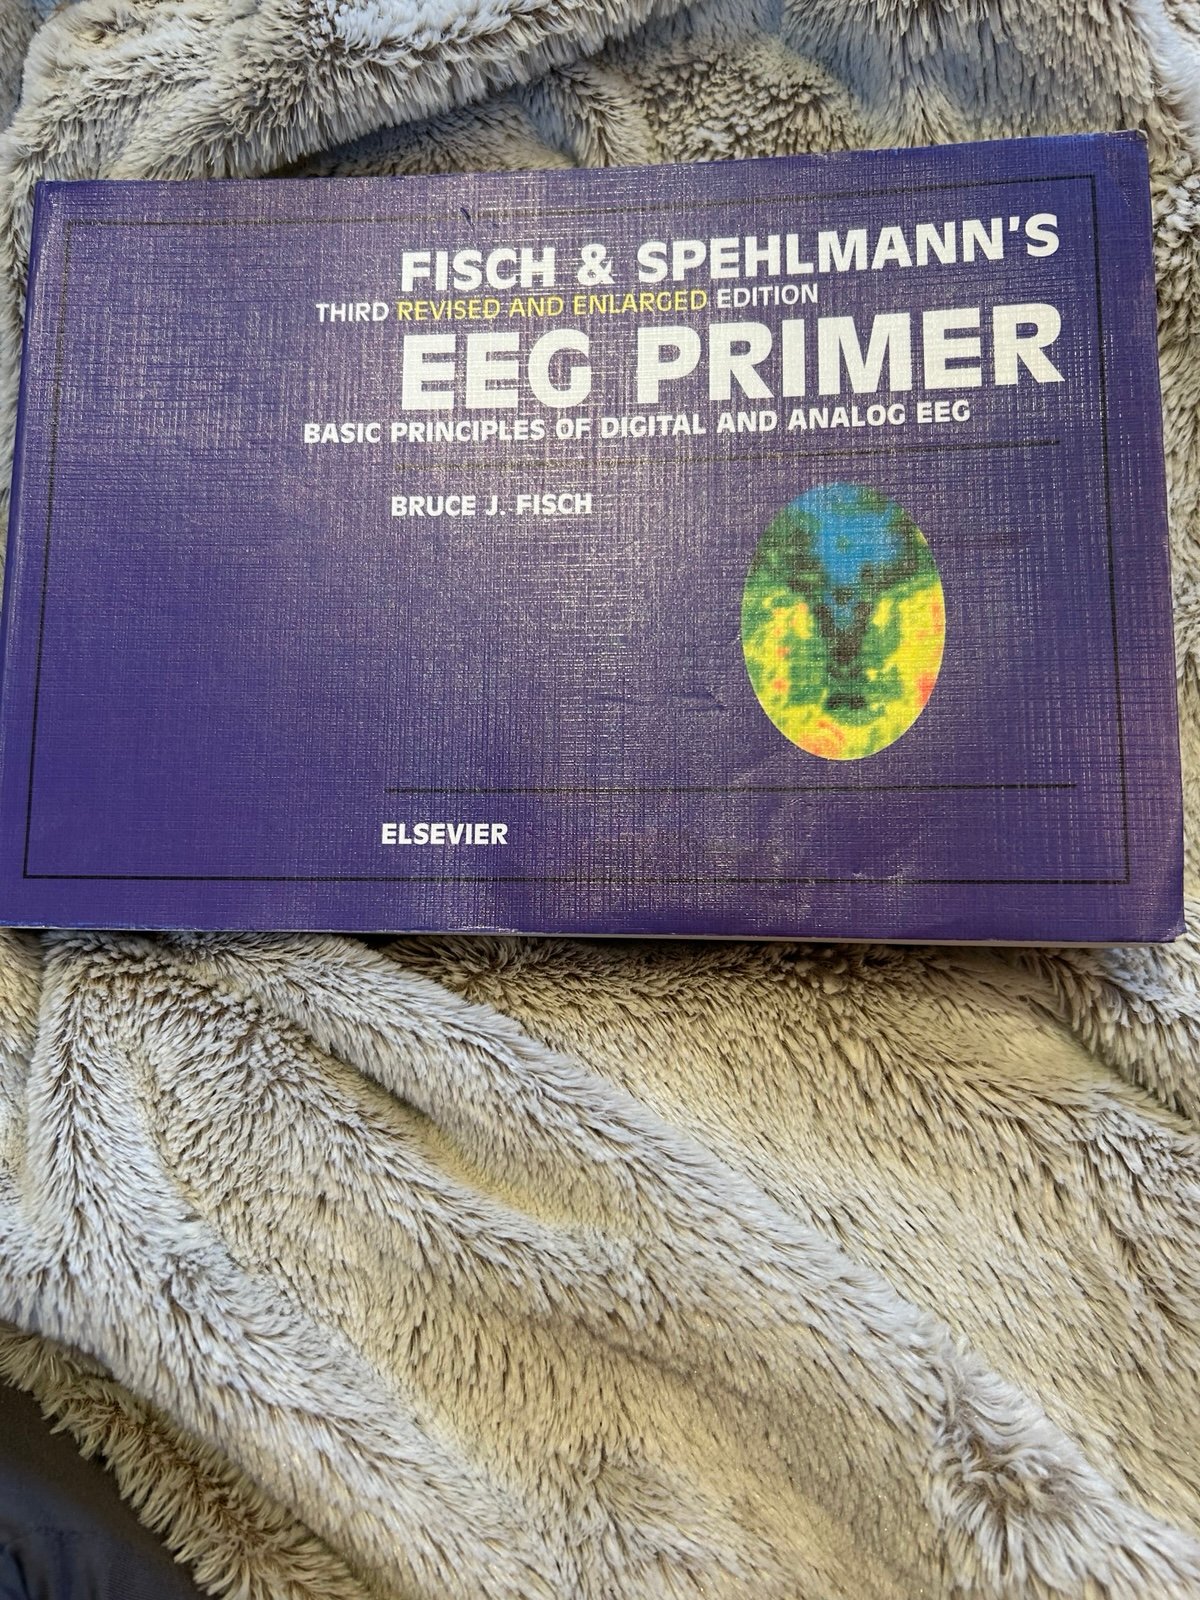 FISCH & SPEHLMANN'S
THIRD REVISED AND ENLARGED EDITION
EEG PRIMER
BASIC PRINCIPLES OF DIGITAL AND ANALOG EEG
BRUCE J. FISCH
ELSEVIER